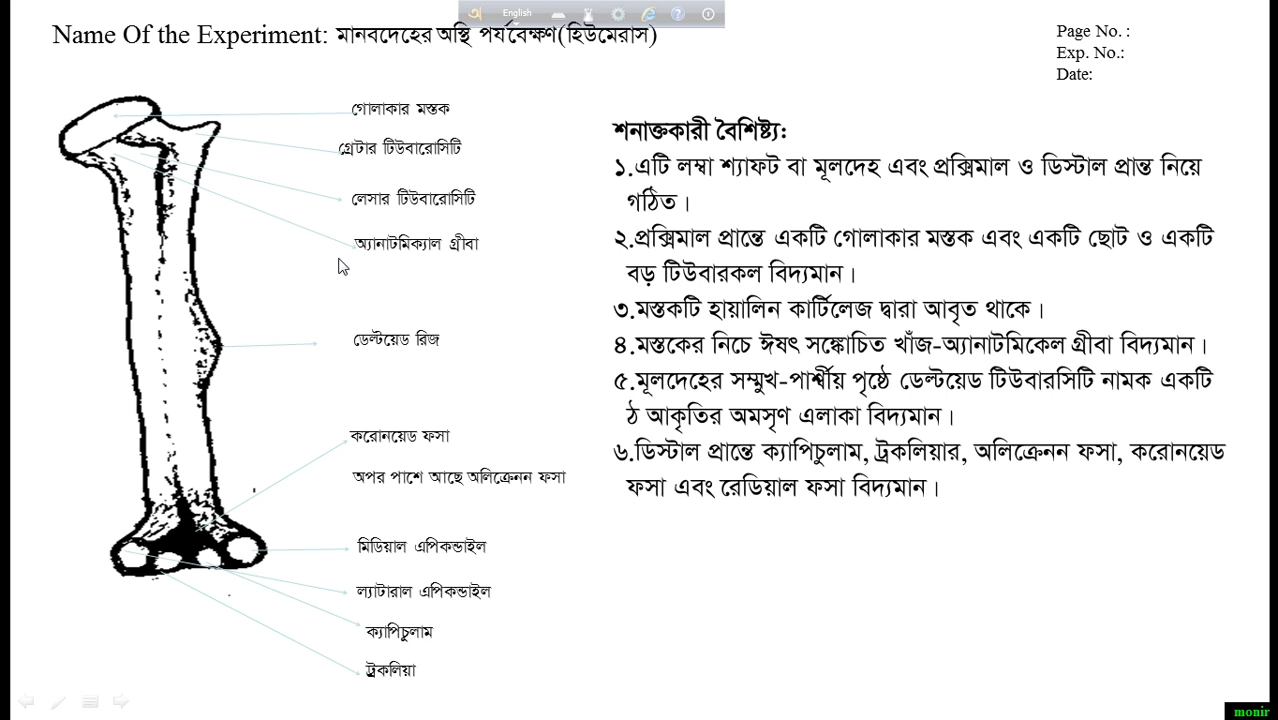 English
Name Of the Experiment: মানবদেহের অস্থি পর্যবেক্ষণ(হিউমেরাস)
Page No. :
Exp. No.:
Date:
গোলাকার মস্তক
গ্রেটার টিউবারোসিটি
লেসার টিউবারোসিটি
অ্যানাটমিক্যাল গ্রীবা
ডেল্টয়েড রিজ
করোনয়েড ফসা
অপর পাশে আছে অলিক্রেনন ফসা
মিডিয়াল এপিকন্ডাইল
ল্যাটারাল এপিকন্ডাইল
ক্যাপিচুলাম
ট্রকলিয়া
শনাক্তকারী বৈশিষ্ট্য:
১.এটি লম্বা শ্যাফট বা মূলদেহ এবং প্রক্সিমাল ও ডিস্টাল প্রান্ত নিয়ে
গঠিত।
২.প্রক্সিমাল প্রান্তে একটি গোলাকার মস্তক এবং একটি ছোট ও একটি
বড় টিউবারকল বিদ্যমান।
৩.মস্তকটি হায়ালিন কার্টিলেজ দ্বারা আবৃত থাকে।
৪.মস্তকের নিচে ঈষৎ সঙ্কোচিত খাঁজ-অ্যানাটমিকেল গ্রীবা বিদ্যমান।
৫.মূলদেহের সম্মুখ-পার্শ্বীয় পৃষ্ঠে ডেল্টয়েড টিউবারসিটি নামক একটি
ঠ আকৃতির অমসৃণ এলাকা বিদ্যমান।
৬.ডিস্টাল প্রান্তে ক্যাপিচুলাম, ট্রকলিয়ার, অলিক্রেনন ফসা, করোনয়েড
ফসা এবং রেডিয়াল ফসা বিদ্যমান।
monir